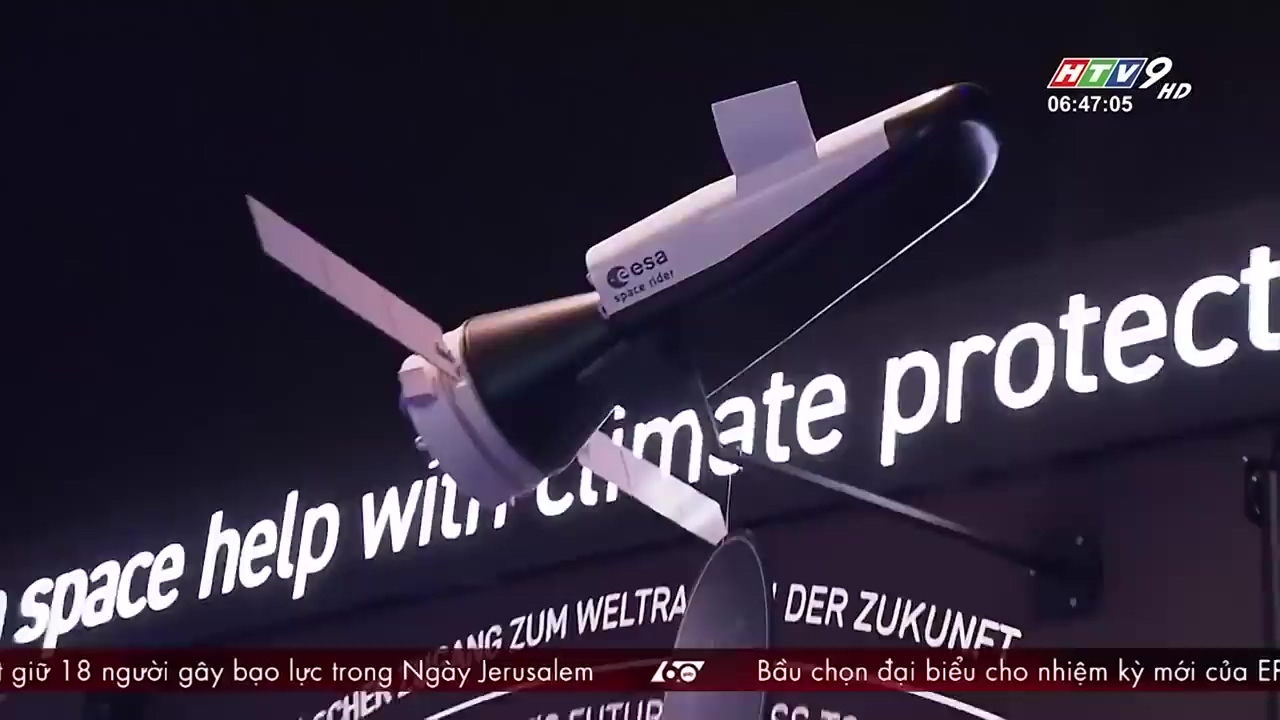 HTV9 HD
06:47:05
esa
space rider
space help with climate protect
ZUM WELTRA DER ZUKUNFT
giữ 18 người gây bạo lực trong Ngày Jerusalem
Bầu chọn đại biểu cho nhiệm kỳ mới của EP